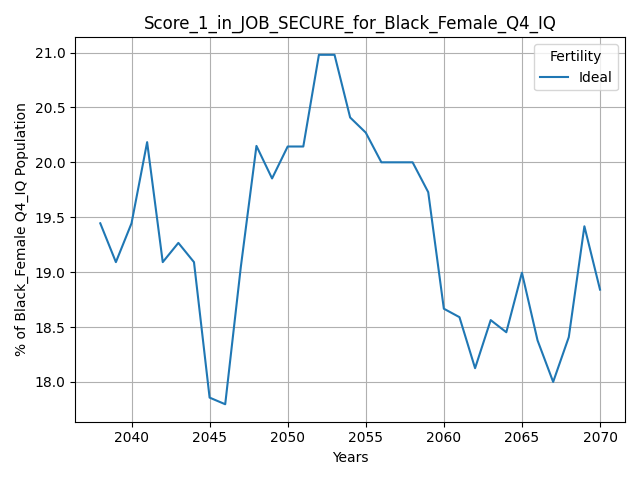 Score_1_in_JOB_SECURE_for_Black_Female_Q4_IQ
Fertility
Ideal
% of Black_Female Q4_IQ Population
21.0
20.5
20.0
19.5
19.0
18.5
18.0
2040 2045 2050 2055 2060 2065 2070
Years